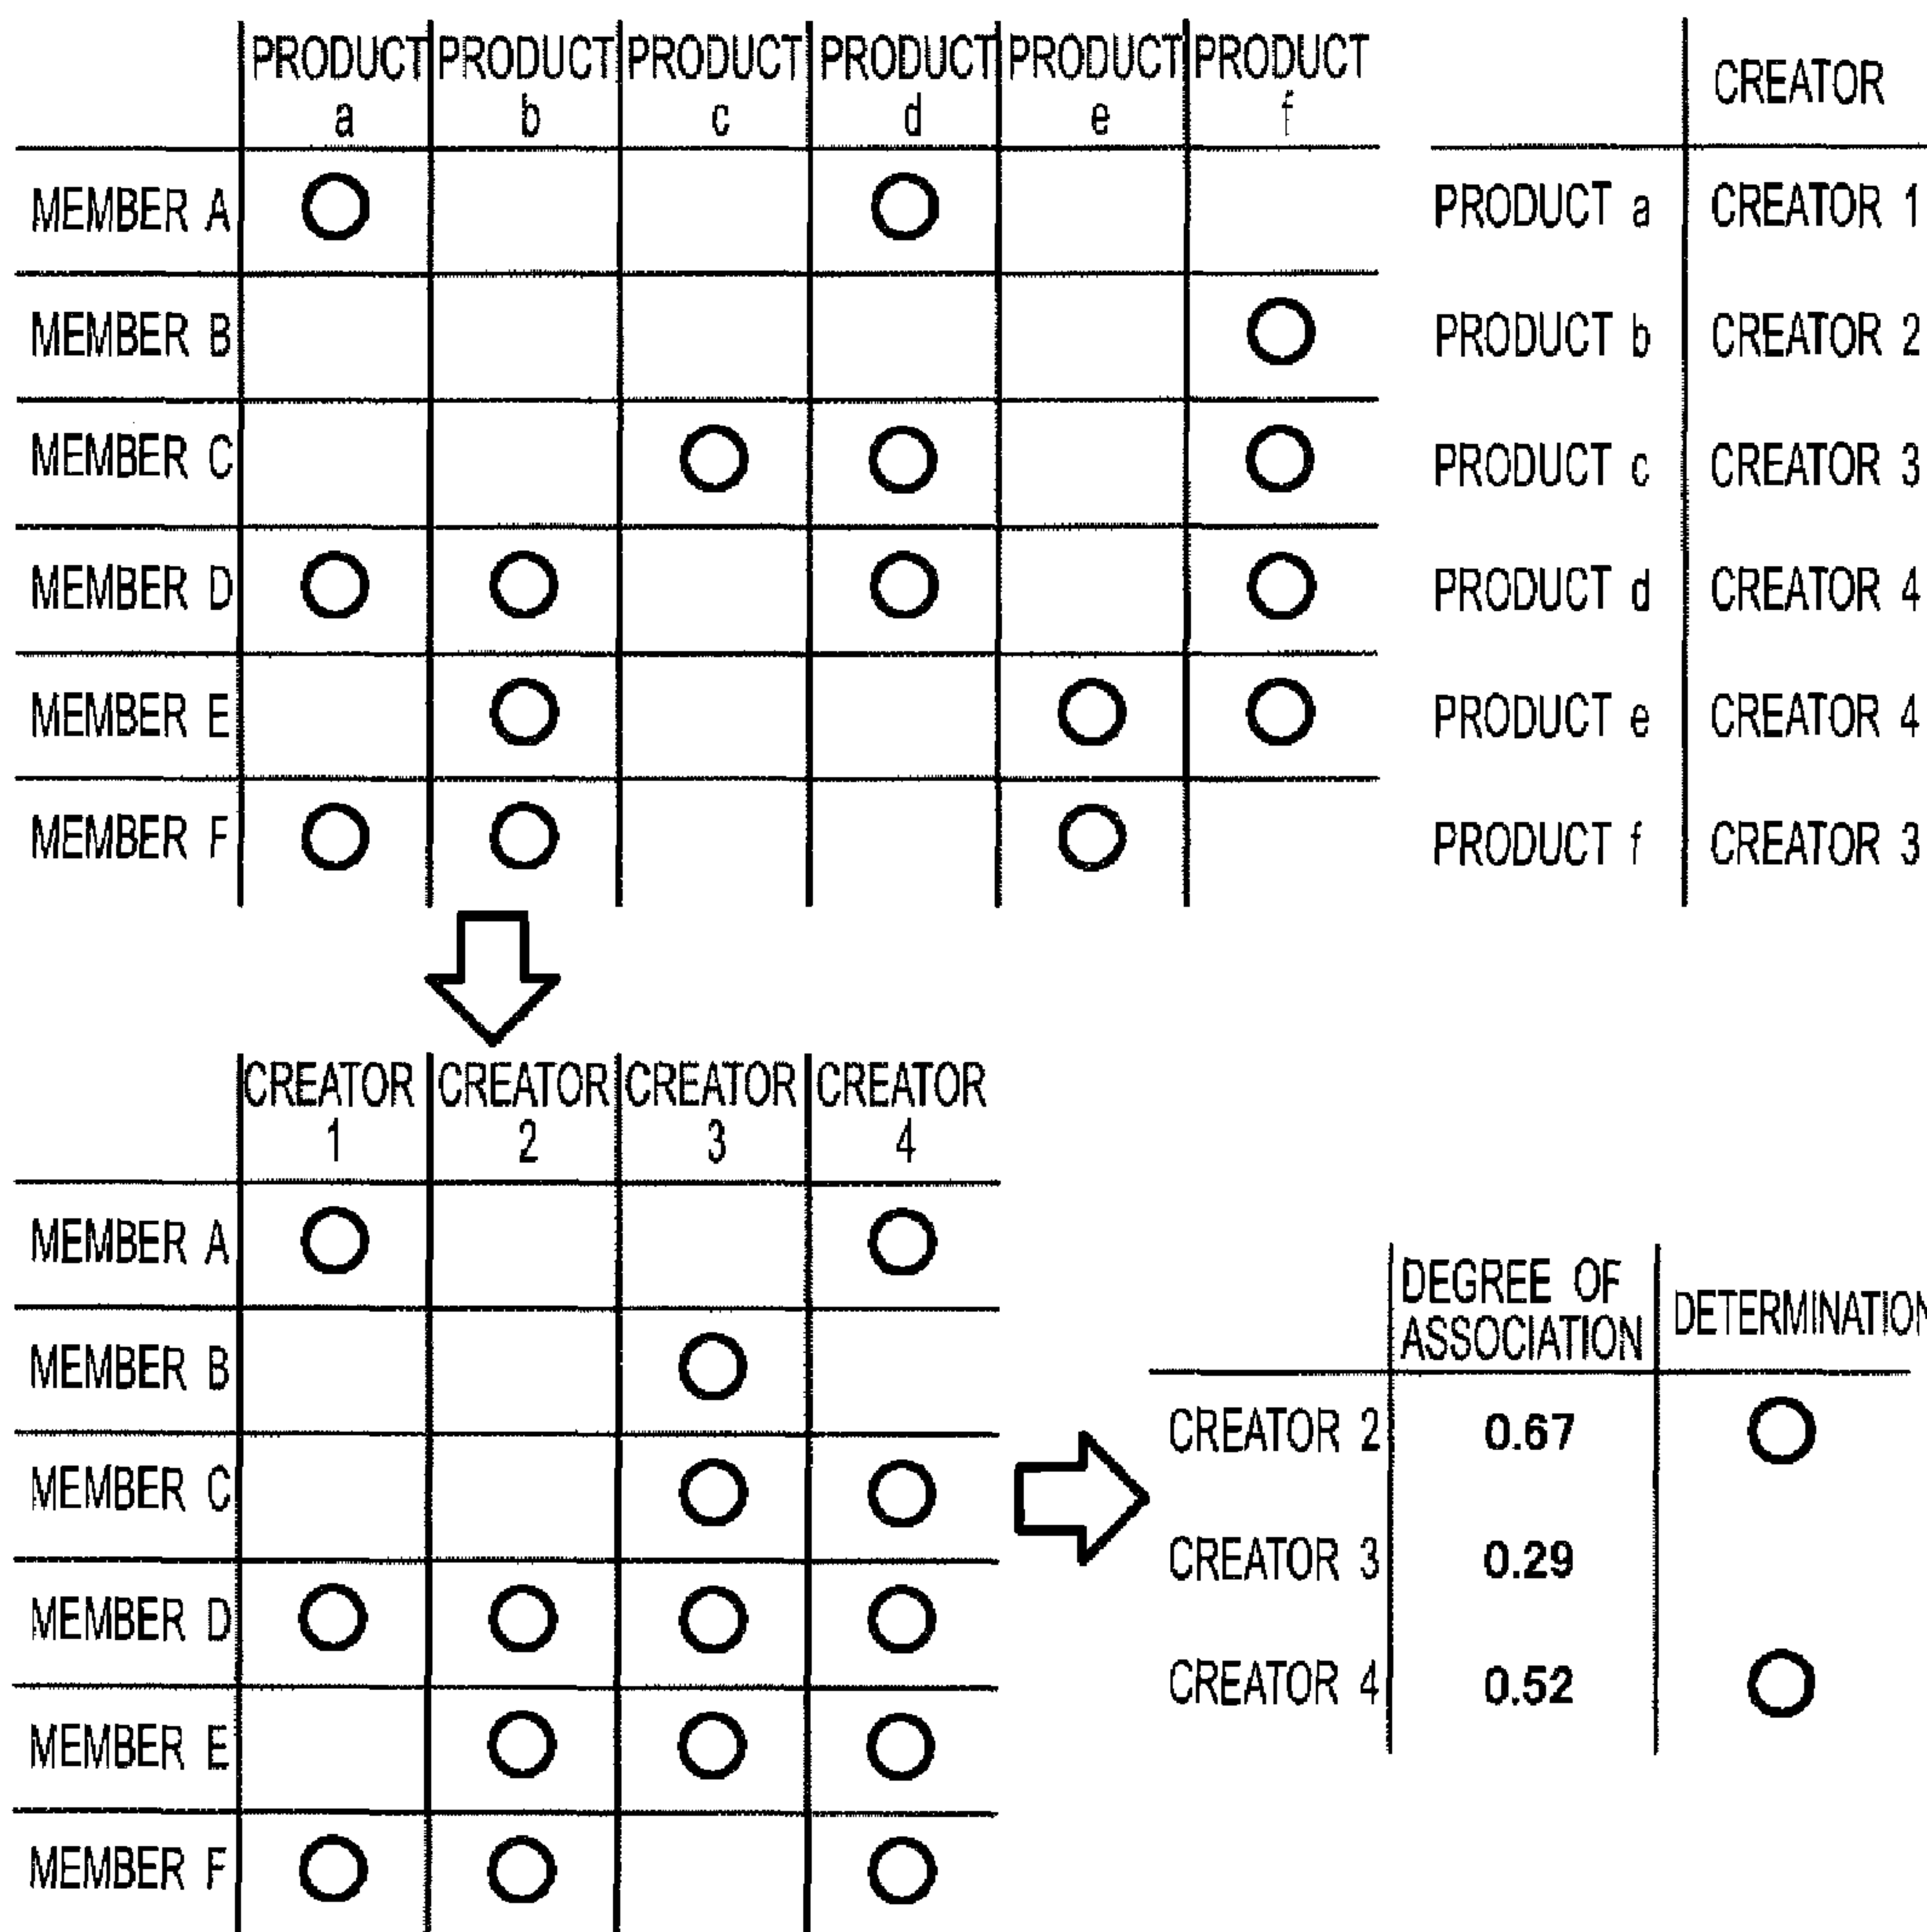 PRODUCT a PRODUCT b PRODUCT c PRODUCT d PRODUCT e PRODUCT f
MEMBER A
MEMBER B
MEMBER C
MEMBER D
MEMBER E
MEMBER F
CREATOR
PRODUCT a CREATOR 1
PRODUCT b CREATOR 2
PRODUCT c CREATOR 3
PRODUCT d CREATOR 4
PRODUCT e CREATOR 4
PRODUCT f CREATOR 3
CREATOR 1 CREATOR 2 CREATOR 3 CREATOR 4
MEMBER A
MEMBER B
MEMBER C
MEMBER D
MEMBER E
MEMBER F
DEGREE OF
ASSOCIATION DETERMINATION
CREATOR 2 0.67
CREATOR 3 0.29
CREATOR 4 0.52